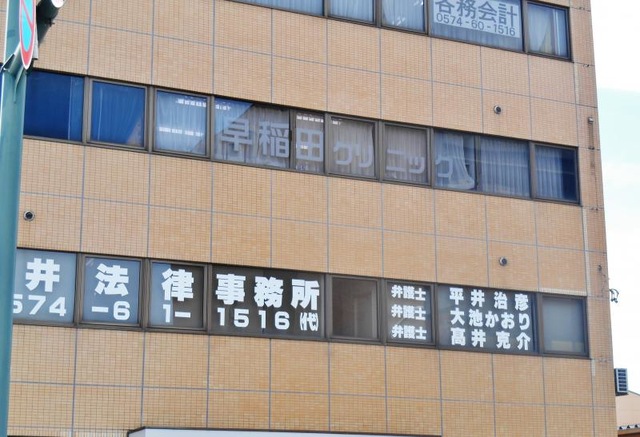 各務会計
0574-60-1516
早稲田クリニック
井法律事務所
574-61-1516㈹
弁護士 平井治彦
弁護士 大池かおり
弁護士 高井克介